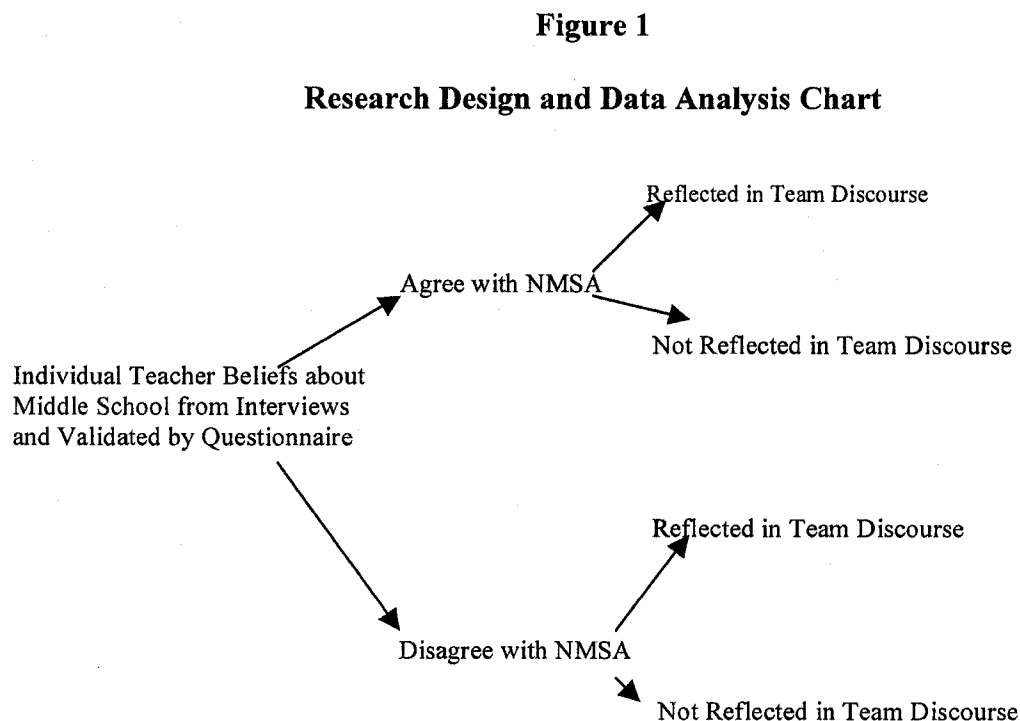 Figure 1
Research Design and Data Analysis Chart
Reflected in Team Discourse
Agree with NMSA
Not Reflected in Team Discourse
Individual Teacher Beliefs about
Middle School from Interviews
and Validated by Questionnaire
Reflected in Team Discourse
Disagree with NMSA
Not Reflected in Team Discourse